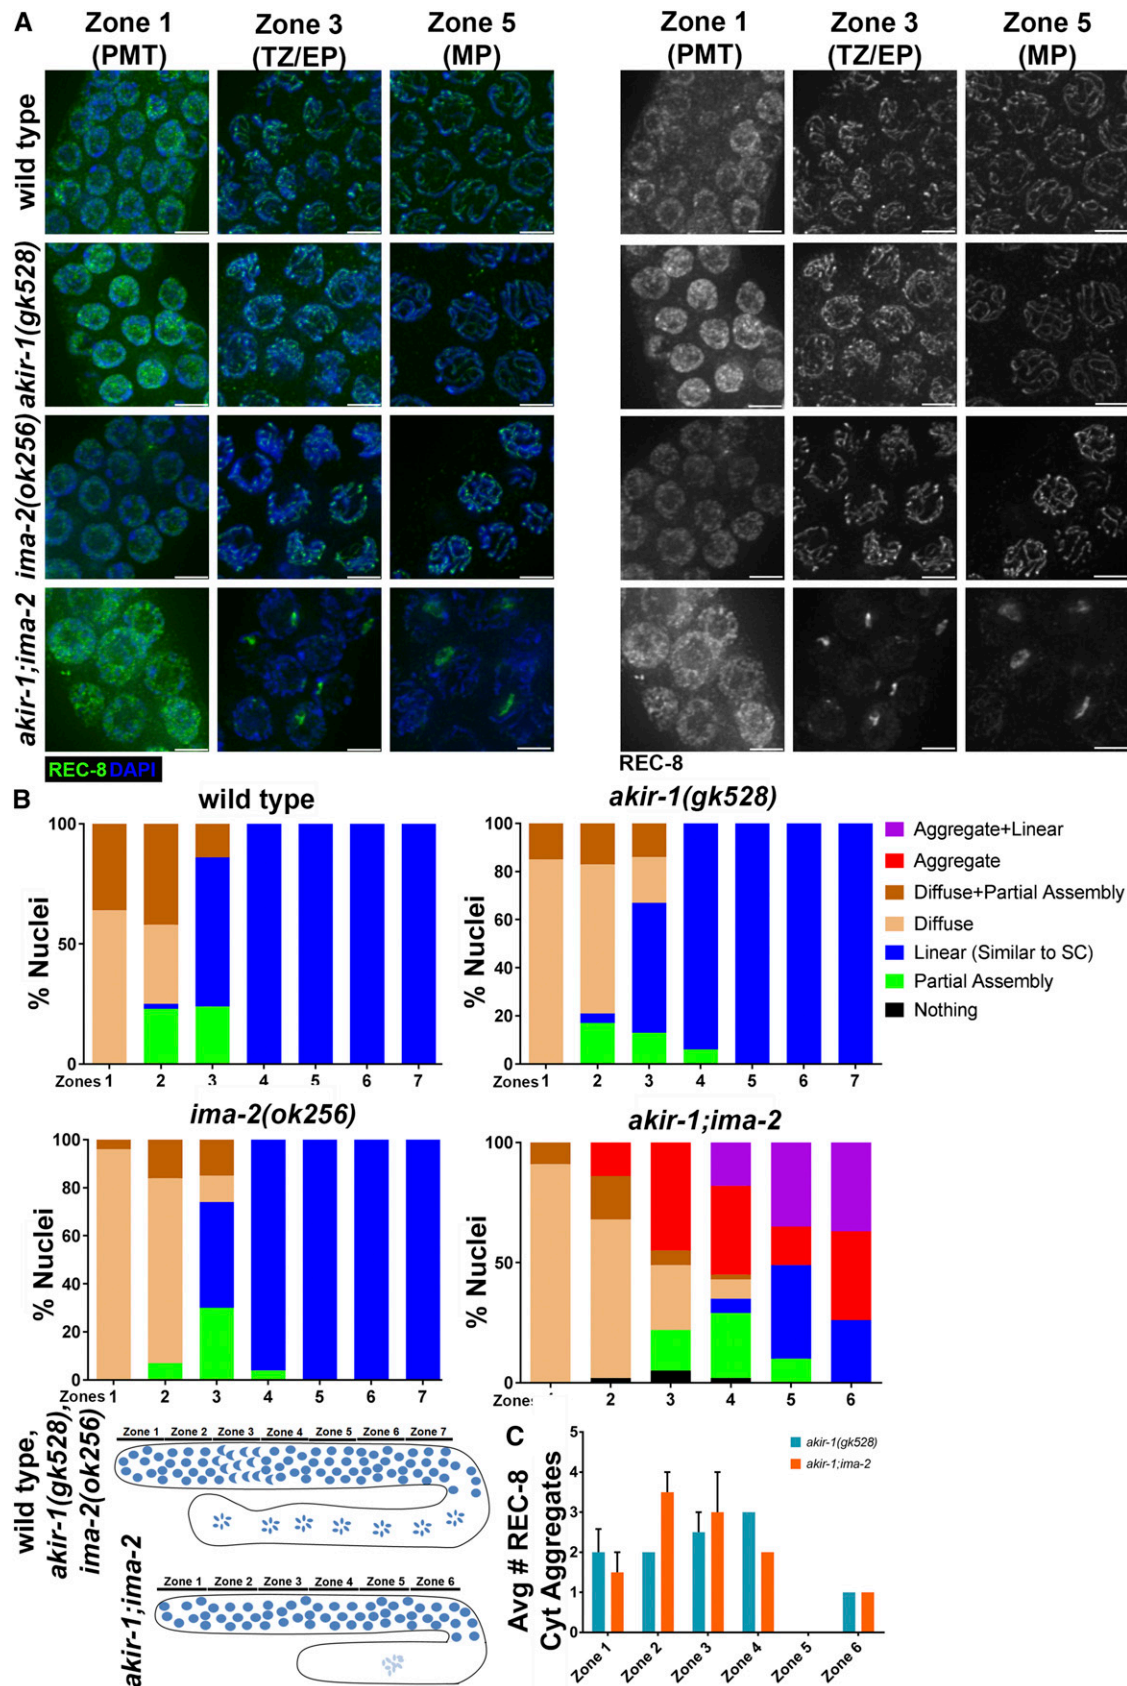 A
Zone 1 Zone 3 Zone 5 Zone 1 Zone 3 Zone 5
(PMT) (TZ/EP) (MP) (PMT) (TZ/EP) (MP)
wild type
akir-1(gk528)
ima-2(ok256)
akir-1;ima-2
REC-8 DAPI
REC-8
B
wild type
% Nuclei
100
50
0
Zones 1 2 3 4 5 6 7
akir-1(gk528)
% Nuclei
100
80
60
40
20
0
Zones 1 2 3 4 5 6 7
Aggregate+Linear
Aggregate
Diffuse+Partial Assembly
Diffuse
Linear (Similar to SC)
Partial Assembly
Nothing
ima-2(ok256)
% Nuclei
100
80
60
40
20
0
Zones 1 2 3 4 5 6 7
akir-1;ima-2
% Nuclei
100
50
0
Zones 2 3 4 5 6
wild type,
akir-1(gk528),
ima-2(ok256)
Zone 1 Zone 2 Zone 3 Zone 4 Zone 5 Zone 6 Zone 7
akir-1;ima-2
Zone 1 Zone 2 Zone 3 Zone 4 Zone 5 Zone 6
C
Avg # REC-8
Cyt Aggregates
5
4
3
2
1
0
akir-1(gk528)
akir-1;ima-2
Zone 1 Zone 2 Zone 3 Zone 4 Zone 5 Zone 6